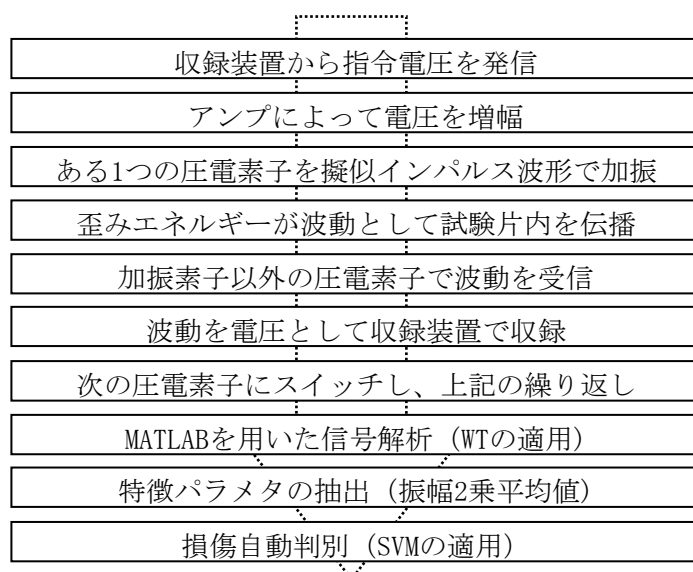 収録装置から指令電圧を発信
アンプによって電圧を増幅
ある1つの圧電素子を擬似インパルス波形で加振
歪みエネルギーが波動として試験片内を伝播
加振素子以外の圧電素子で波動を受信
波動を電圧として収録装置で収録
次の圧電素子にスイッチし、上記の繰り返し
MATLABを用いた信号解析（WTの適用）
特徴パラメタの抽出（振幅2乗平均値）
損傷自動判別（SVMの適用）